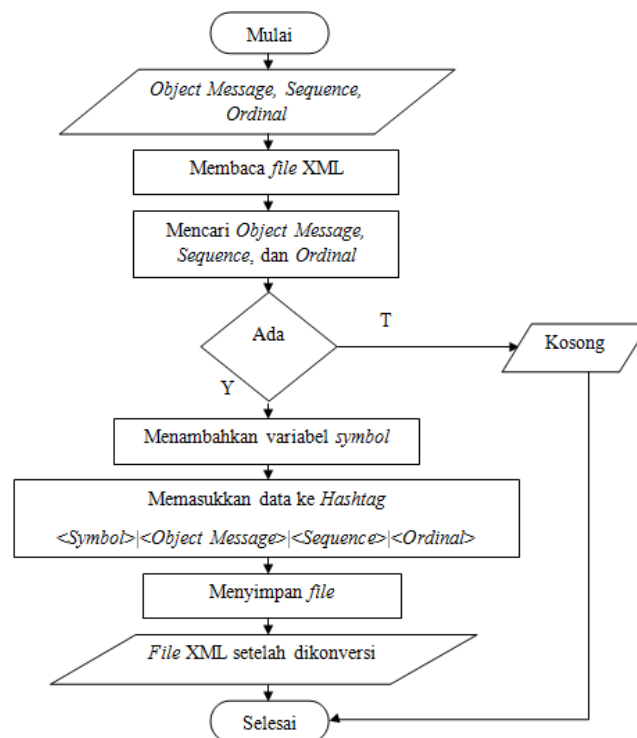 Mulai
Object Message, Sequence,
Ordinal
Membaca file XML
Mencari Object Message,
Sequence, dan Ordinal
Ada
T
Kosong
Y
Menambahkan variabel symbol
Memasukkan data ke Hashtag
<Symbol>|<Object Message>|<Sequence>|<Ordinal>
Menyimpan file
File XML setelah dikonversi
Selesai